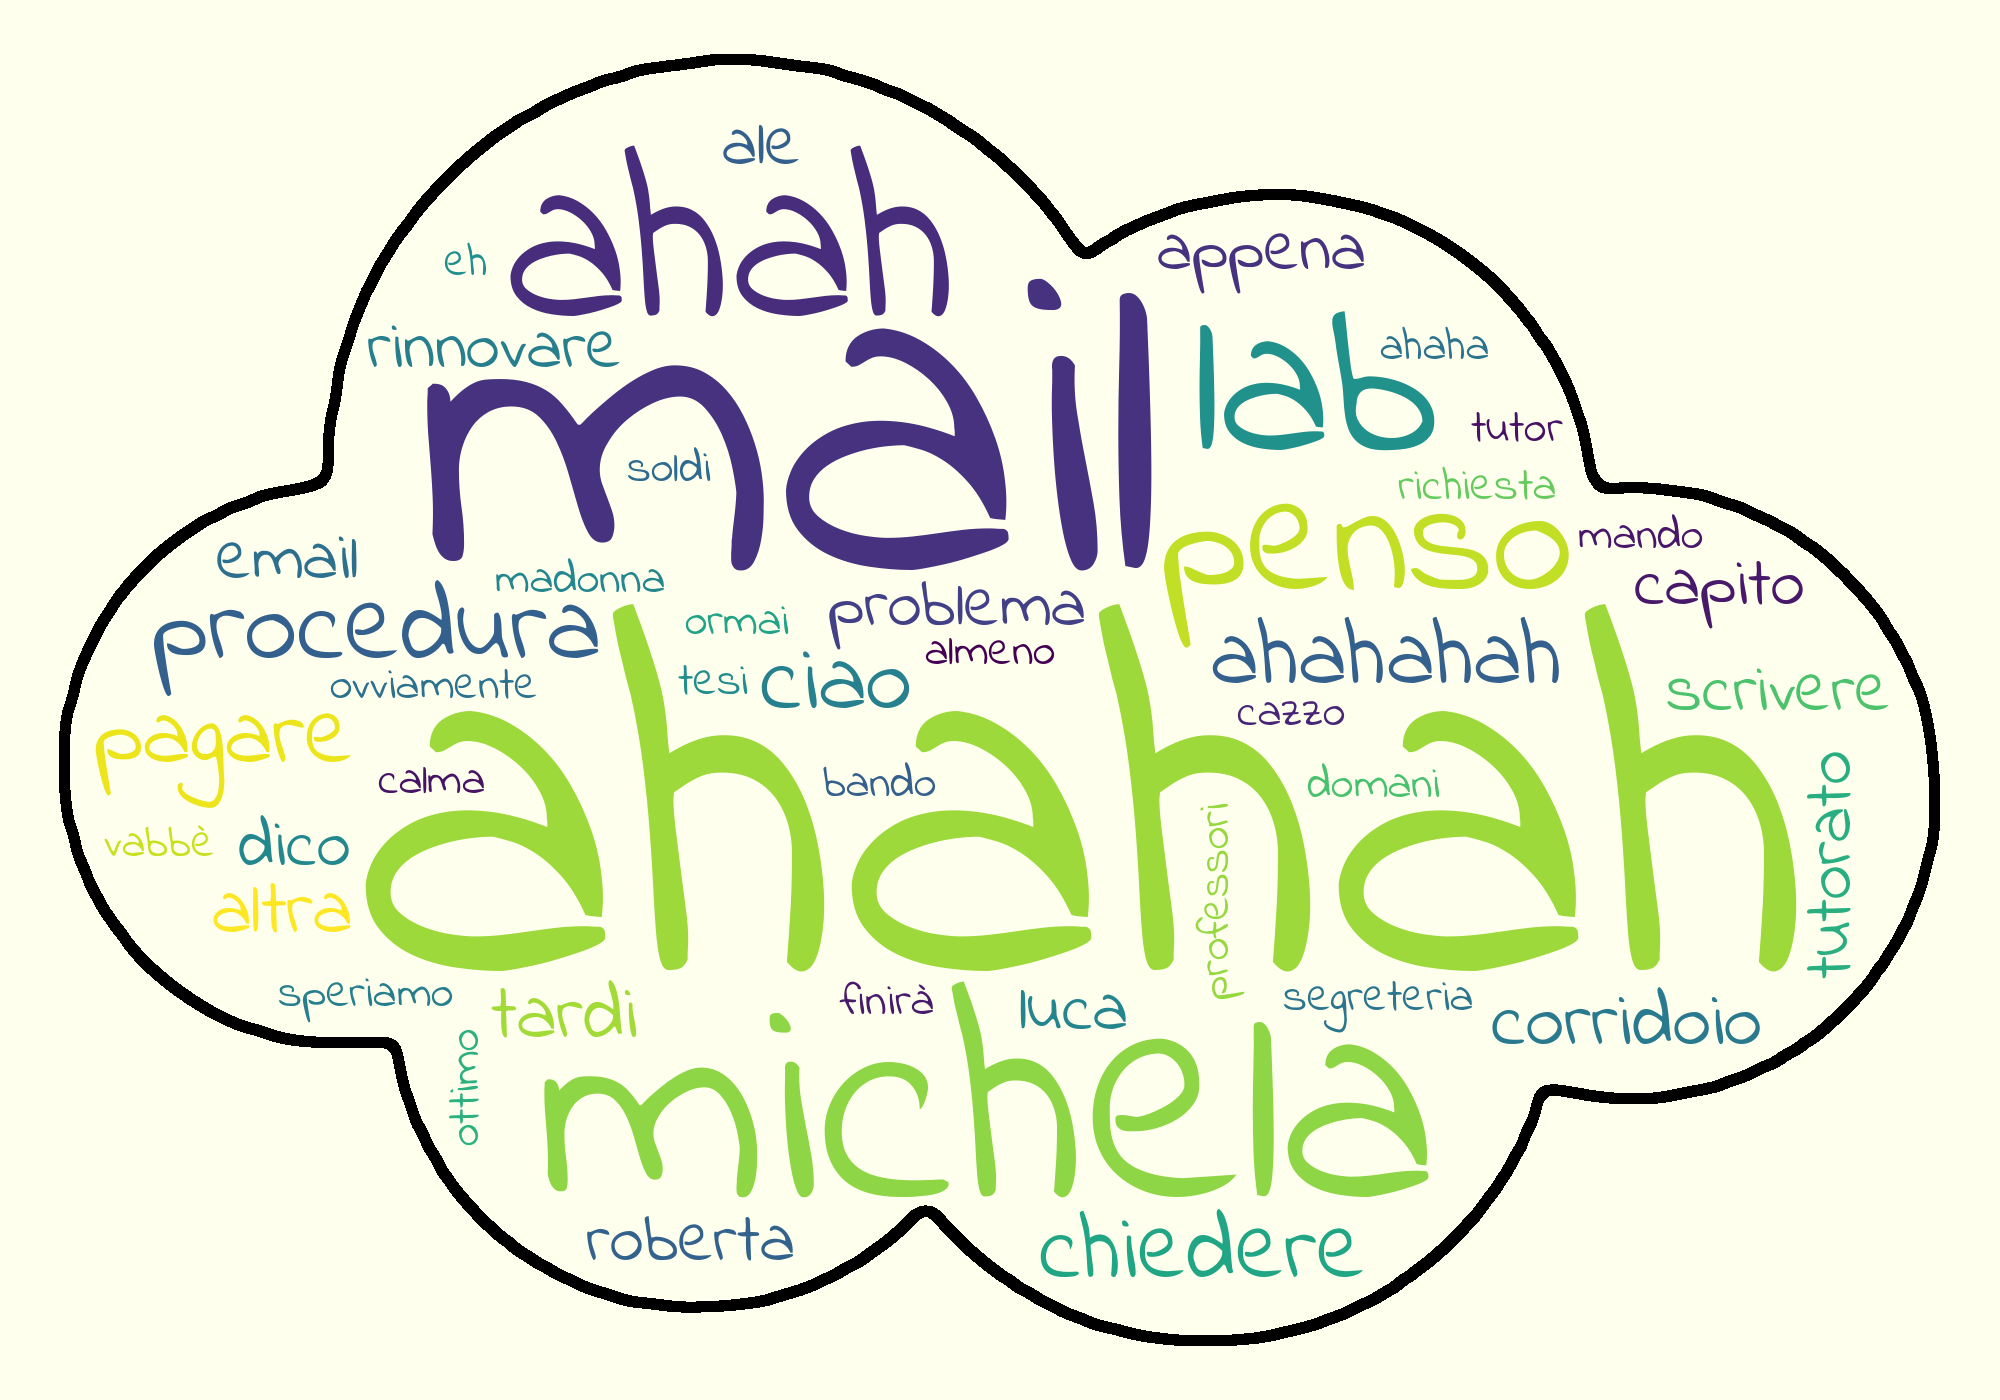 ale
ahah
eh
appena
rinnovare
mail
lab
ahaha
tutor
soldi
richiesta
penso
mando
email
madonna
capito
procedura
ormai
problema
almeno
ahahahah
ovviamente
tesi
ciao
scrivere
cazzo
pagare
ahahah
calma
bando
domani
tutorato
professori
vabbè
dico
altra
speriamo
tardi
finirà
luca
segreteria
corridoio
ottimo
michela
roberta
chiedere